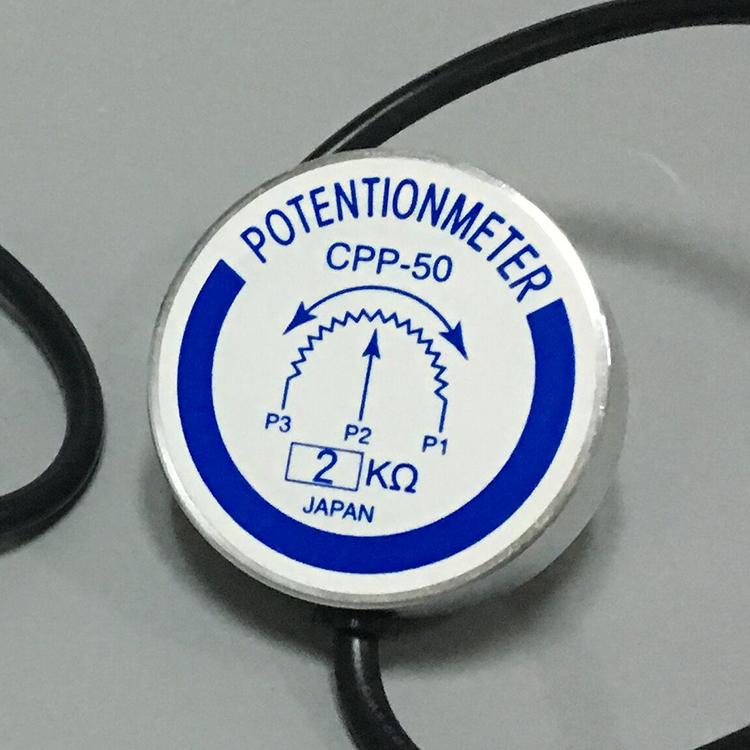 POTENTIONMETER
CPP-50
P3 P2 P1
2 KΩ
JAPAN